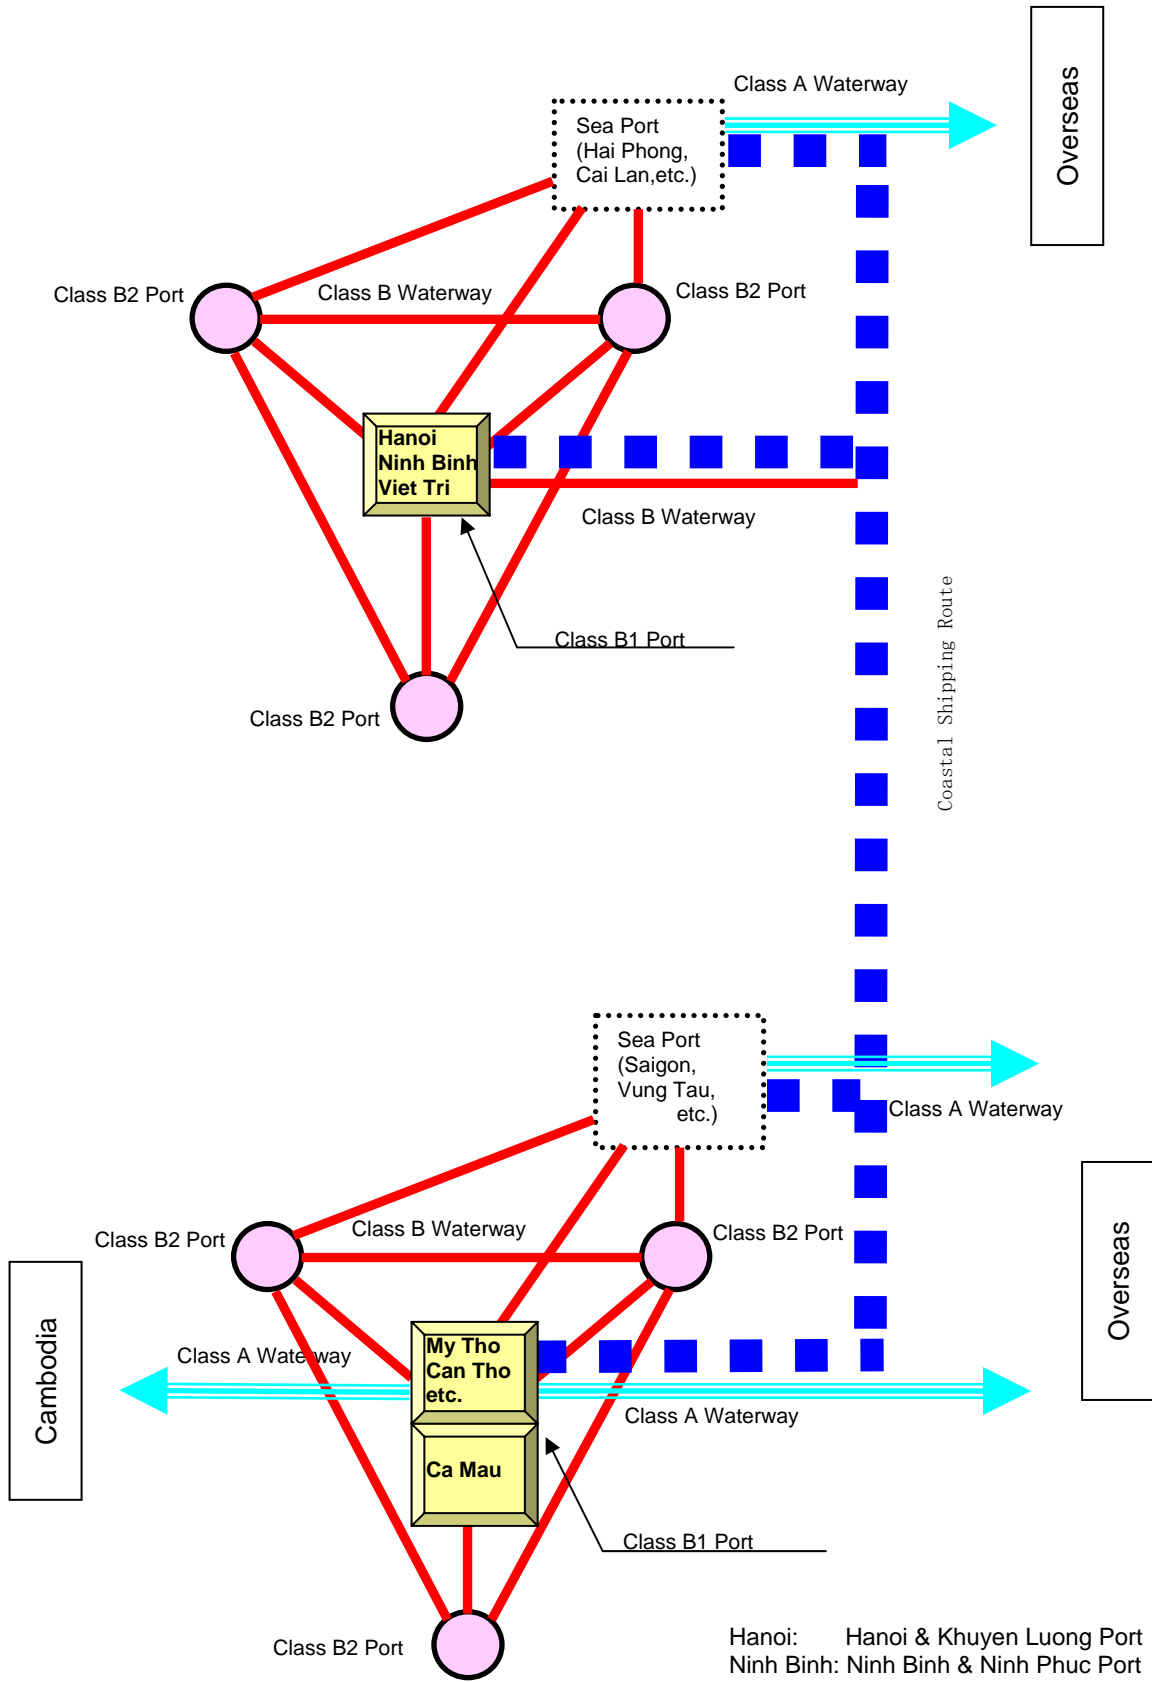 Class A Waterway
Overseas
Sea Port
(Hai Phong,
Cai Lan,etc.)
Class B2 Port
Class B Waterway
Class B2 Port
Hanoi
Ninh Binh
Viet Tri
Class B Waterway
Class B1 Port
Class B2 Port
Coastal Shipping Route
Sea Port
(Saigon,
Vung Tau,
etc.)
Class A Waterway
Class B2 Port
Class B Waterway
Class B2 Port
Overseas
Cambodia
Class A Waterway
My Tho
Can Tho
etc.
Class A Waterway
Ca Mau
Class B1 Port
Class B2 Port
Hanoi: Hanoi & Khuyen Luong Port
Ninh Binh: Ninh Binh & Ninh Phuc Port